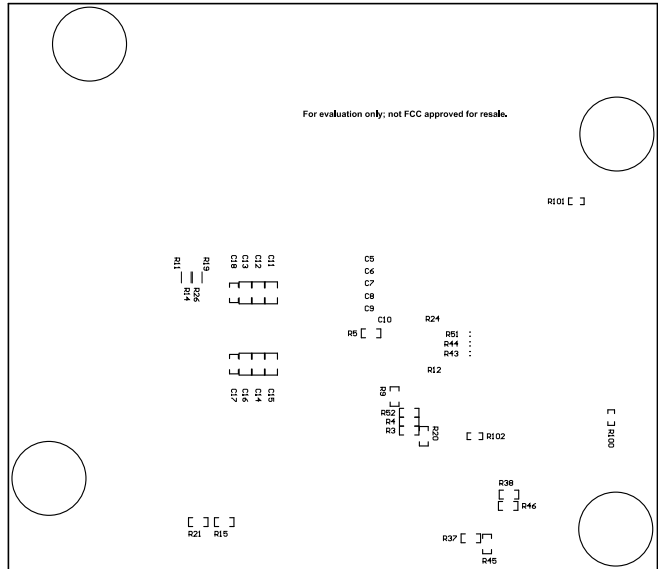 For evaluation only; not FCC approved for resale.
R101
R11
R19
C18
C13
C12
C11
R14
R26
C5
C6
C7
C8
C9
C10
R24
R5
R51
R44
R43
R12
C17
C16
C14
C15
R9
R52
R4
R3
R20
R102
R100
R38
R46
R21
R15
R37
R45